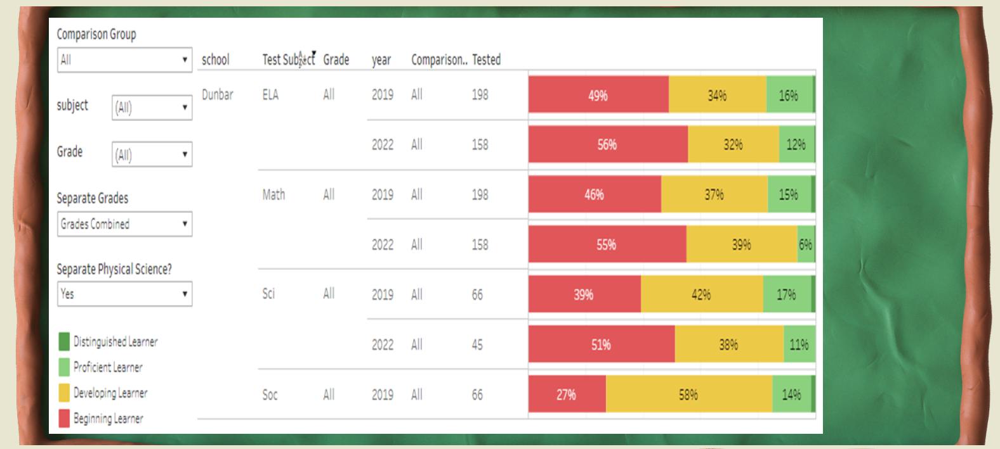 Comparison Group
All
subject
(All)
Grade
(All)
Separate Grades
Grades Combined
Separate Physical Science?
Yes
Distinguished Learner
Proficient Learner
Developing Learner
Beginning Learner
school Test Subject Grade year Comparison.. Tested
Dunbar ELA All 2019 All 198 49% 34% 16%
2022 All 158 56% 32% 12%
Math All 2019 All 198 46% 37% 15%
2022 All 158 55% 39% 6%
Sci All 2019 All 66 39% 42% 17%
2022 All 45 51% 38% 11%
Soc All 2019 All 66 27% 58% 14%